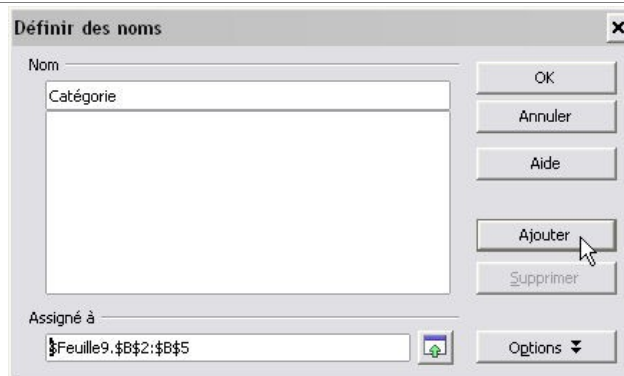 Définir des noms
Nom
Catégorie
OK
Annuler
Aide
Ajouter
Supprimer
Assigné à
$Feuille9.$B$2:$B$5
Options